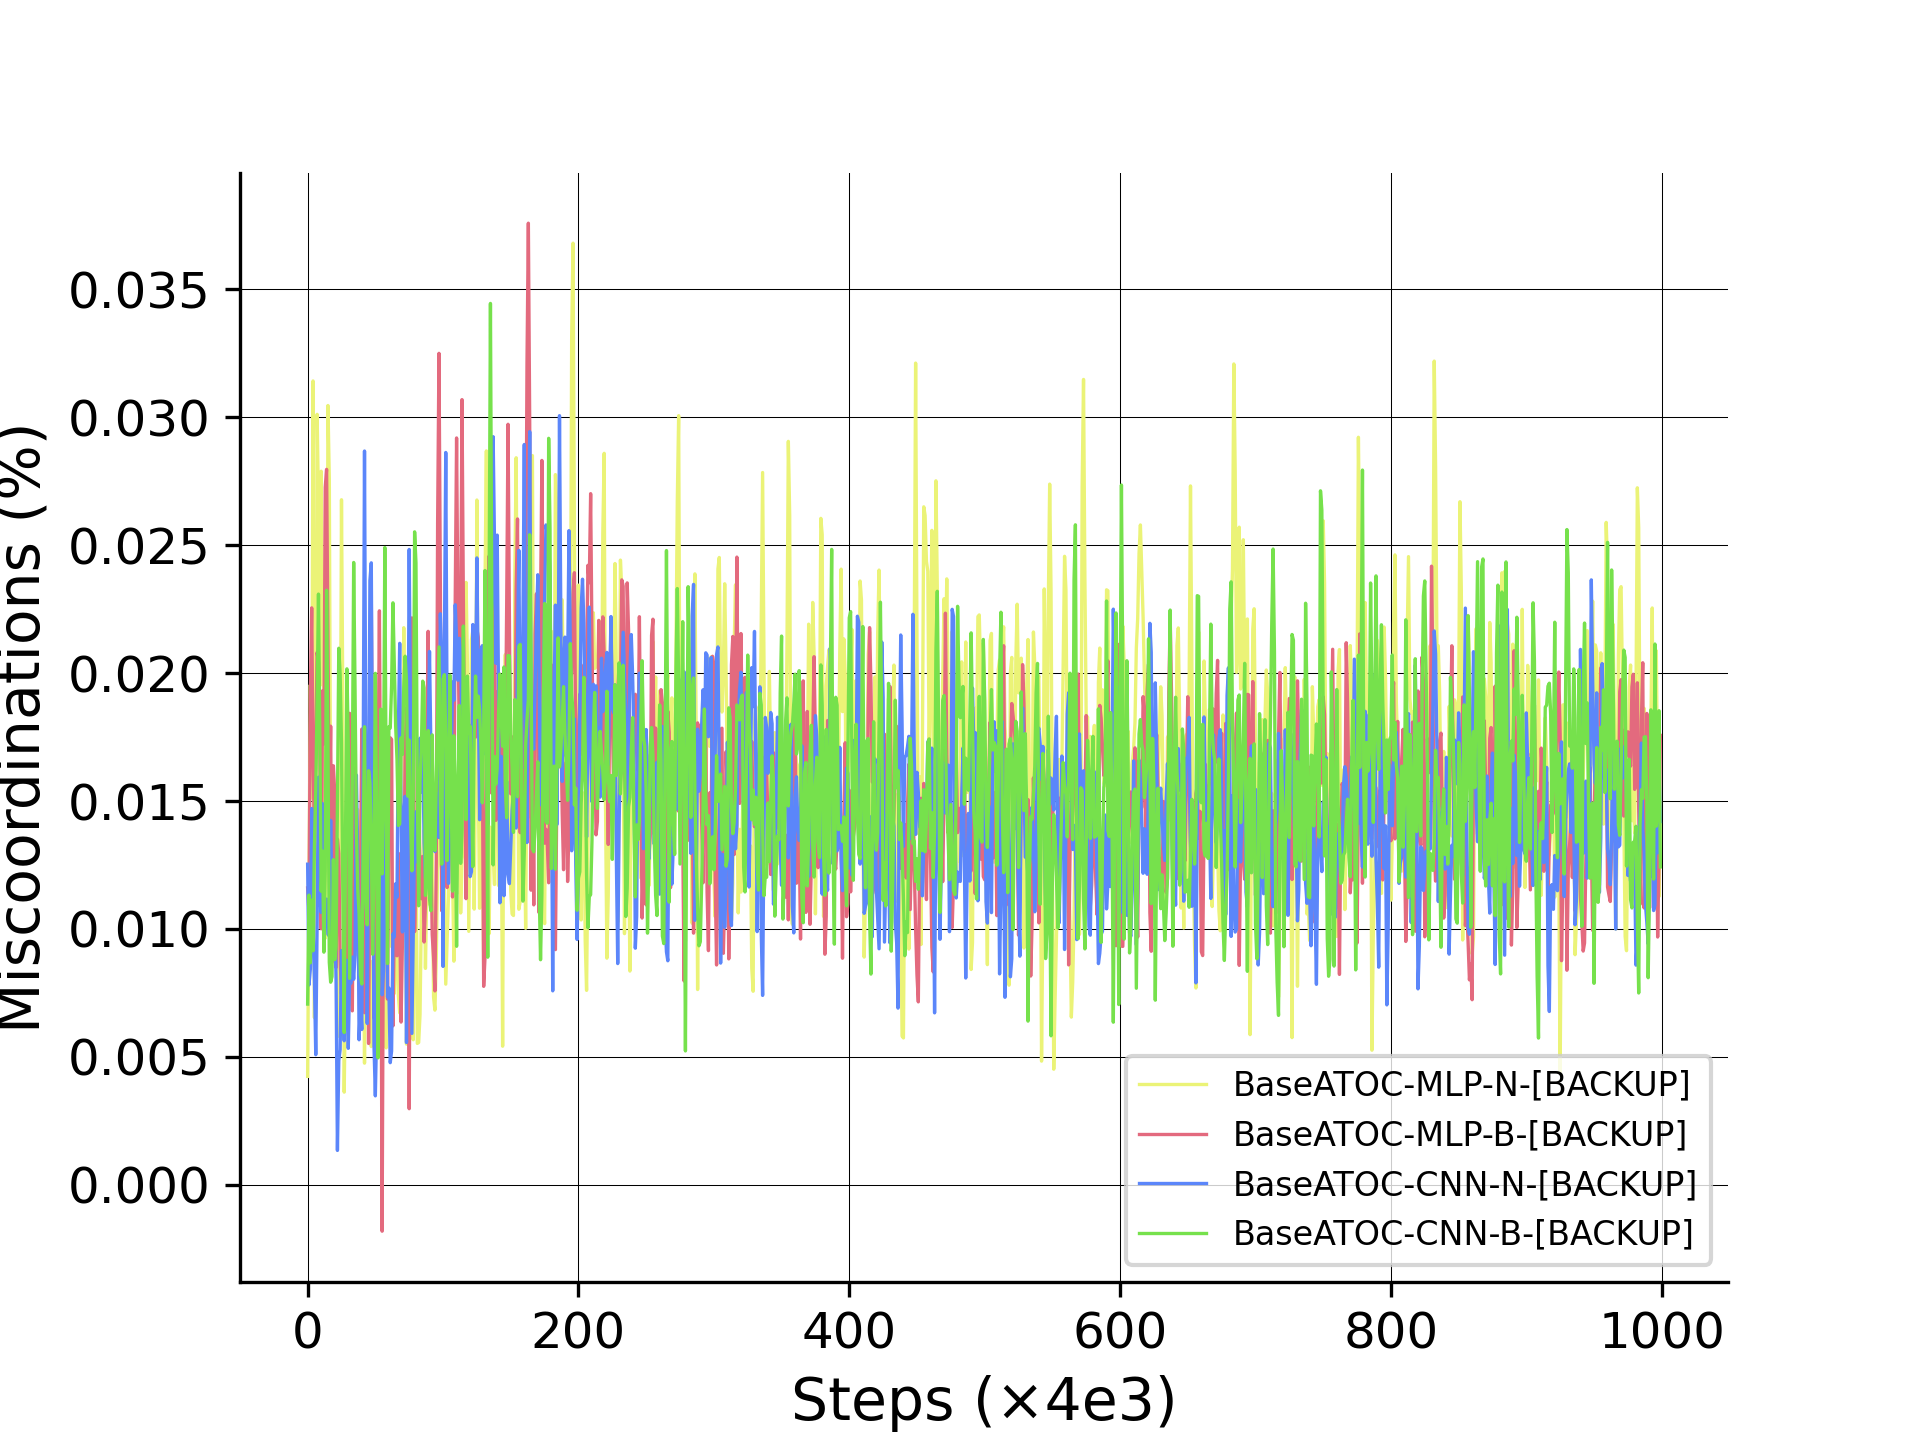 Miscoordinations (%)
0.035
0.030
0.025
0.020
0.015
0.010
0.005
0.000
0 200 400 600 800 1000
Steps (×4e3)
BaseATOC-MLP-N-[BACKUP]
BaseATOC-MLP-B-[BACKUP]
BaseATOC-CNN-N-[BACKUP]
BaseATOC-CNN-B-[BACKUP]